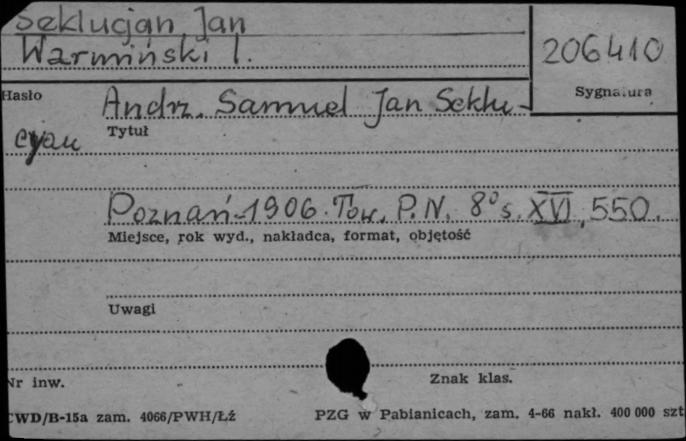 Seklucjan Jan
Warmiński I.
206410
Sygnatura
Hasło
Andrz. Samuel Jan Seklu-
cyan
Tytuł
Poznań 1906. Tow. P. N. 8° s. XVI, 550.
Miejsce, rok wyd., nakładca, format, objętość
Uwagi
Nr inw.
Znak klas.
CWD/B-15a zam. 4066/PWH/Łż
PZG w Pabianicach, zam. 4-66 nakł. 400 000 szt